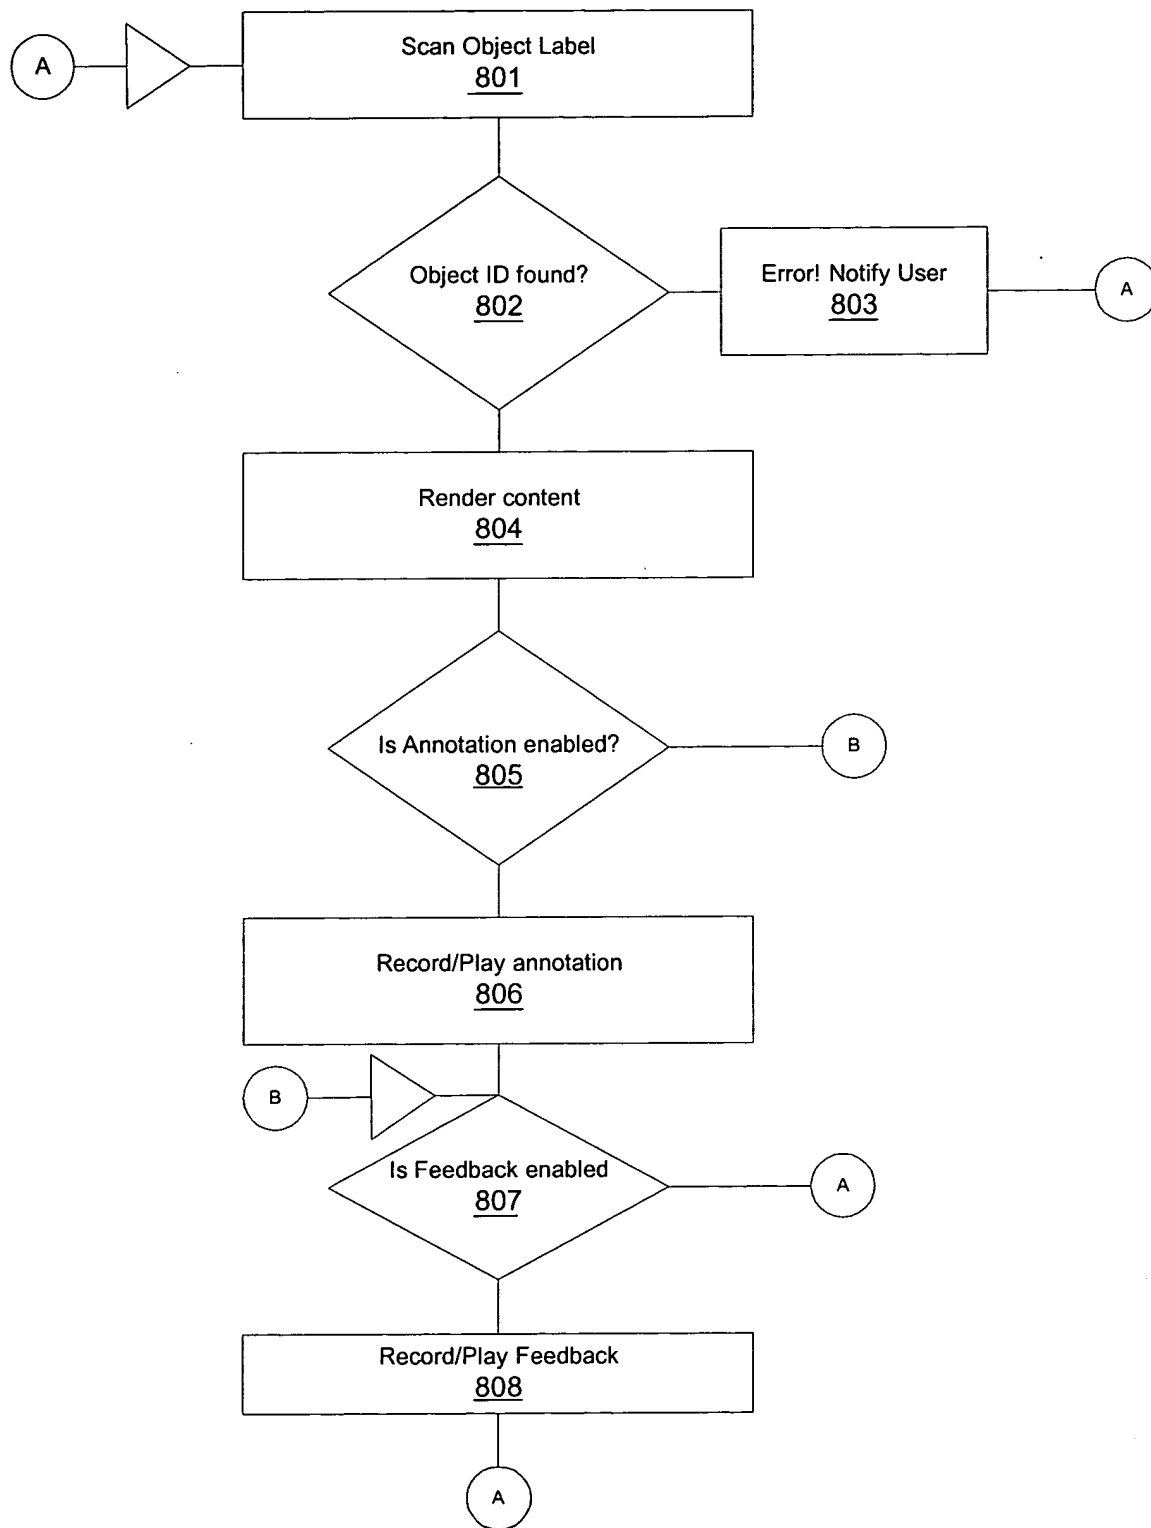 A
Scan Object Label
801
Object ID found?
802
Error! Notify User
803
A
Render content
804
Is Annotation enabled?
805
B
Record/Play annotation
806
B
Is Feedback enabled
807
A
Record/Play Feedback
808
A